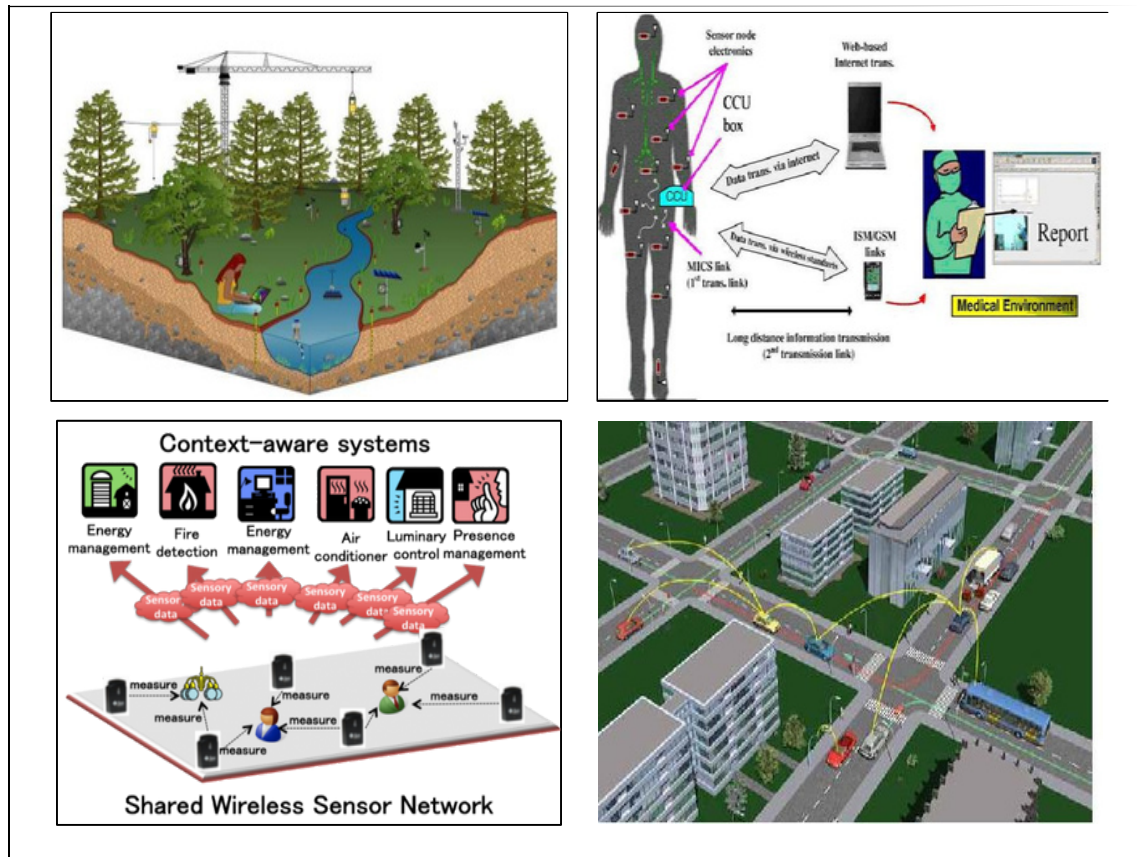 Sensor node
electronics
CCU
box
Web-based
Internet trans.
Data trans. via internet
CCU
Data trans. via wireless standards
MICS link
(1st trans. link)
ISM/GSM
links
Report
Medical Environment
Long distance information transmission
(2nd transmission link)
Context-aware systems
Energy
management
Fire
detection
Energy
management
Air
conditioner
Luminary
control
Presence
management
Sensor
data
Sensory
data
Sensory
data
Sensory
data
Sensory
data
Sensory
data
measure
measure
measure
measure
measure
measure
measure
Shared Wireless Sensor Network